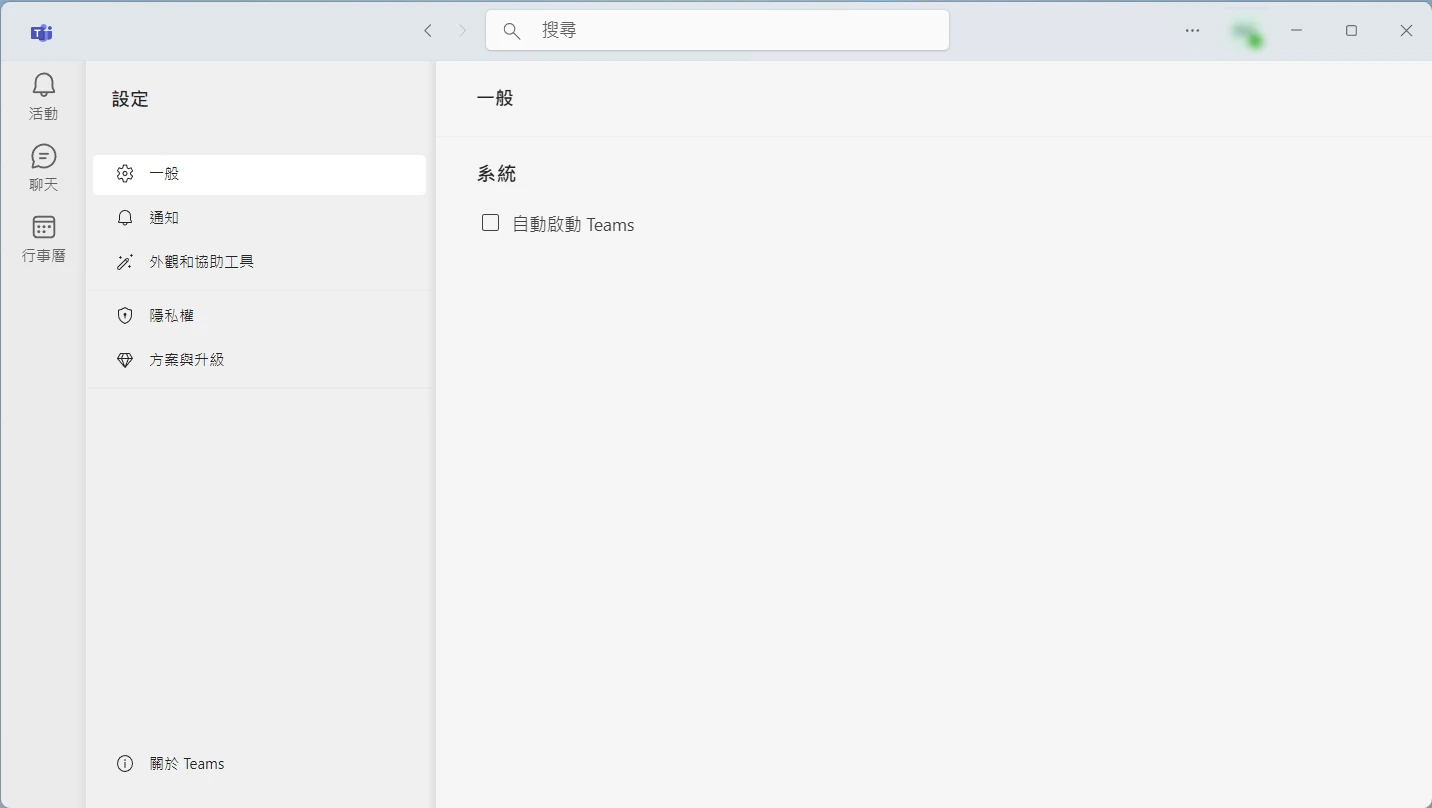 搜尋
活動
聊天
行事曆
設定
一般
通知
外觀和協助工具
隱私權
方案與升級
關於 Teams
一般
系統
自動啟動 Teams